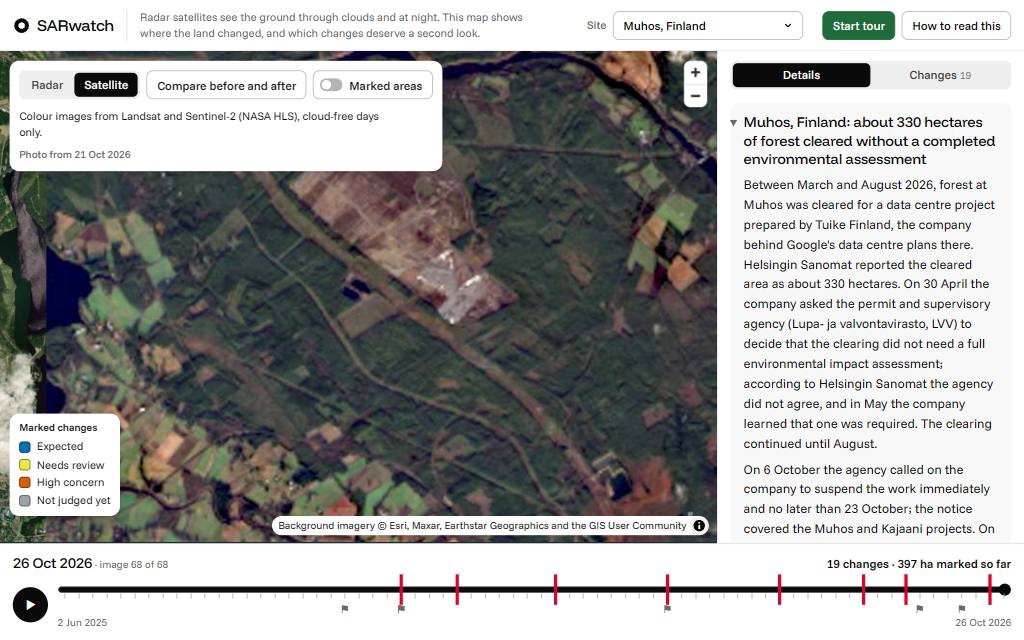 SARwatch
Radar satellites see the ground through clouds and at night. This map shows
where the land changed, and which changes deserve a second look.
Site
Muhos, Finland
Start tour
How to read this
Radar
Satellite
Compare before and after
Marked areas
Colour images from Landsat and Sentinel-2 (NASA HLS), cloud-free days
only.
Photo from 21 Oct 2026
+
−
Marked changes
Expected
Needs review
High concern
Not judged yet
Background imagery © Esri, Maxar, Earthstar Geographics and the GIS User Community
Details
Changes 19
Muhos, Finland: about 330 hectares
of forest cleared without a completed
environmental assessment
Between March and August 2026, forest at
Muhos was cleared for a data centre project
prepared by Tuike Finland, the company
behind Google's data centre plans there.
Helsingin Sanomat reported the cleared
area as about 330 hectares. On 30 April the
company asked the permit and supervisory
agency (Lupa- ja valvontavirasto, LVV) to
decide that the clearing did not need a full
environmental impact assessment;
according to Helsingin Sanomat the agency
did not agree, and in May the company
learned that one was required. The clearing
continued until August.
On 6 October the agency called on the
company to suspend the work immediately
and no later than 23 October; the notice
covered the Muhos and Kajaani projects. On
26 Oct 2026 · image 68 of 68
19 changes · 397 ha marked so far
2 Jun 2025
26 Oct 2026